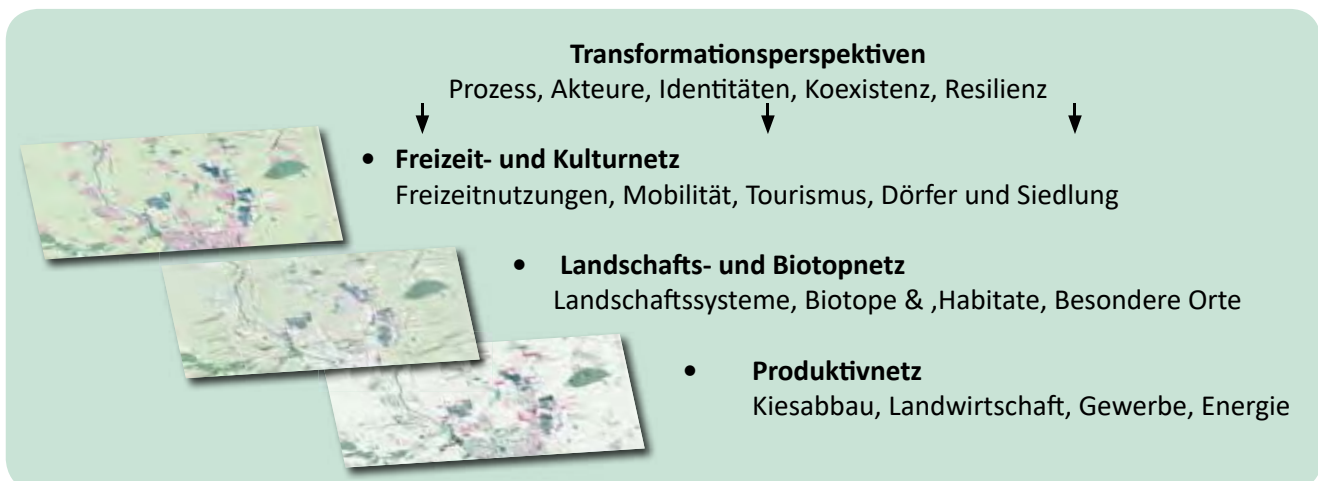 Transformationsperspektiven
Prozess, Akteure, Identitäten, Koexistenz, Resilienz
• Freizeit- und Kulturnetz
Freizeitnutzungen, Mobilität, Tourismus, Dörfer und Siedlung
• Landschafts- und Biotopnetz
Landschaftssysteme, Biotope & ,Habitate, Besondere Orte
• Produktivnetz
Kiesabbau, Landwirtschaft, Gewerbe, Energie